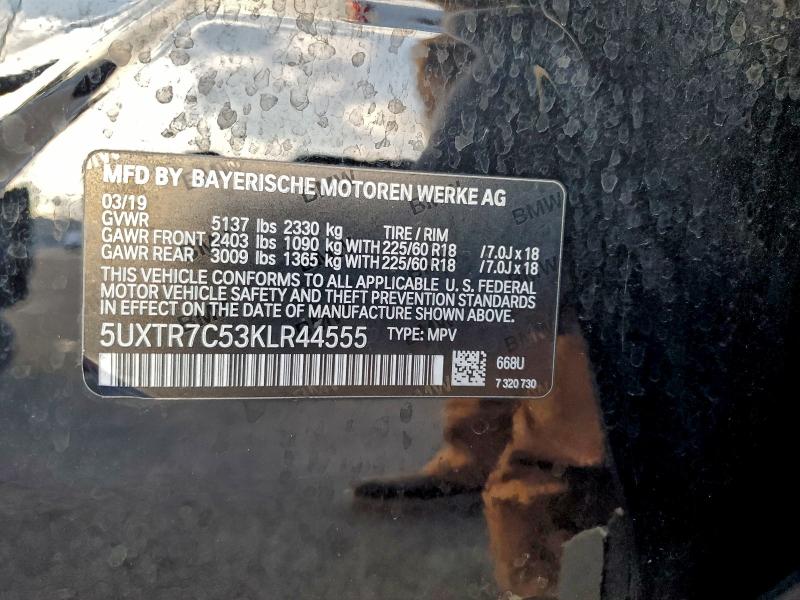 MFD BY BAYERISCHE MOTOREN WERKE AG
03/19
GVWR 5137 lbs 2330 kg TIRE / RIM
GAWR FRONT 2403 lbs 1090 kg WITH 225/60 R18 /7.0J x 18
GAWR REAR 3009 lbs 1365 kg WITH 225/60 R18 /7.0J x 18
THIS VEHICLE CONFORMS TO ALL APPLICABLE U. S. FEDERAL
MOTOR VEHICLE SAFETY AND THEFT PREVENTION STANDARDS
IN EFFECT ON THE DATE OF MANUFACTURE SHOWN ABOVE.
5UXTR7C53KLR44555 TYPE: MPV
668U
7 320 730